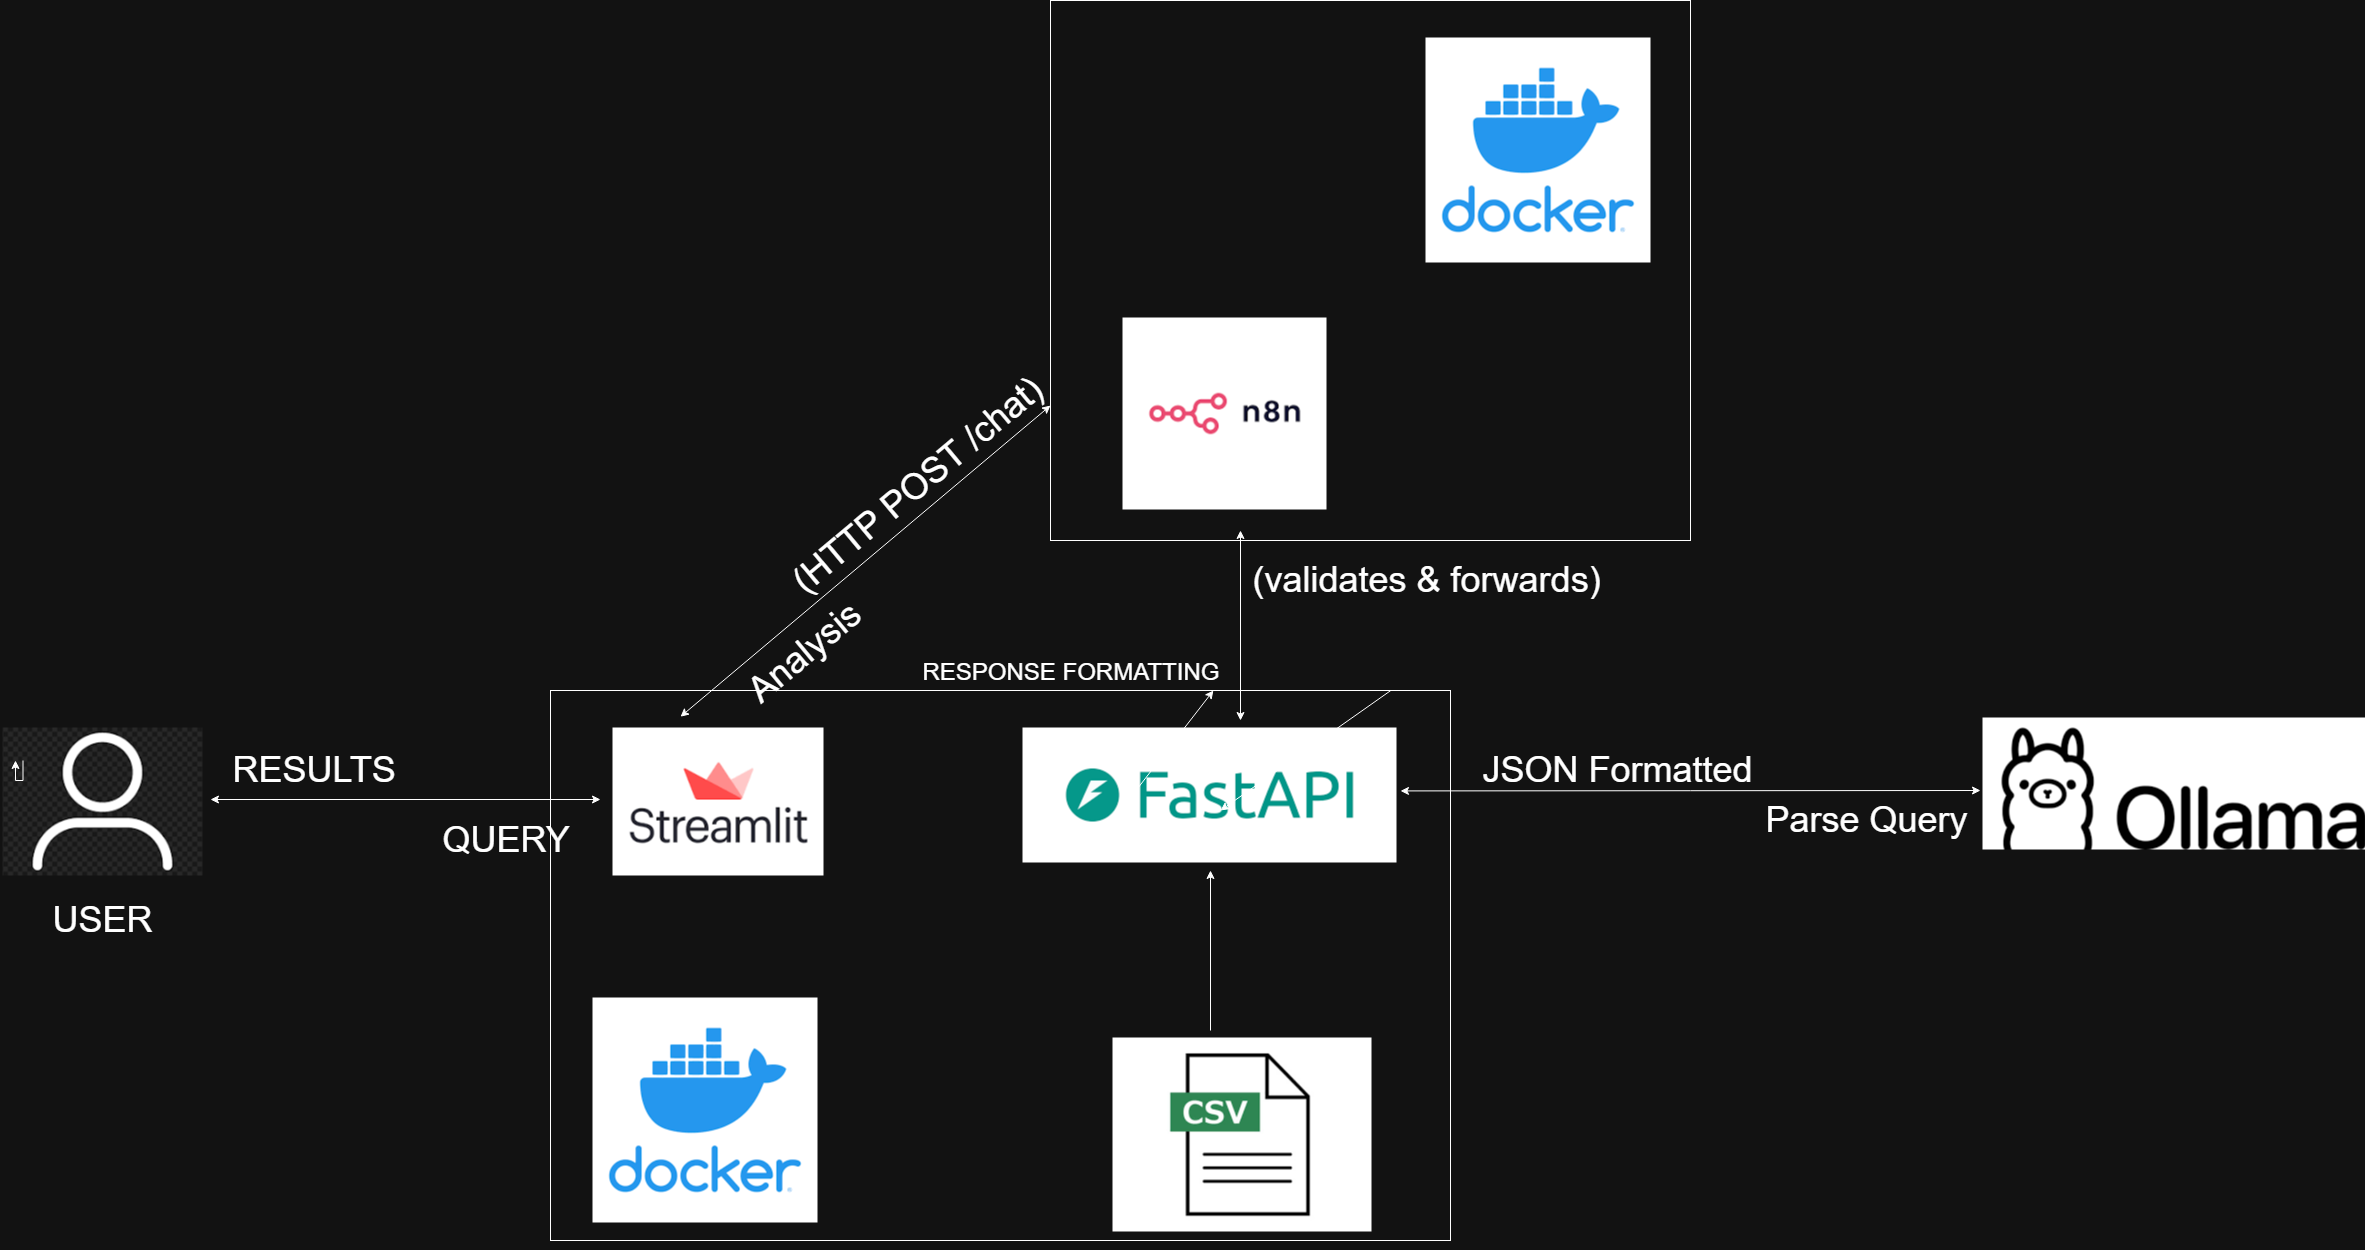 docker
n8n
(HTTP POST /chat)
Analysis
(validates & forwards)
RESPONSE FORMATTING
RESULTS
QUERY
USER
Streamlit
FastAPI
JSON Formatted
Parse Query
Ollama
docker
CSV